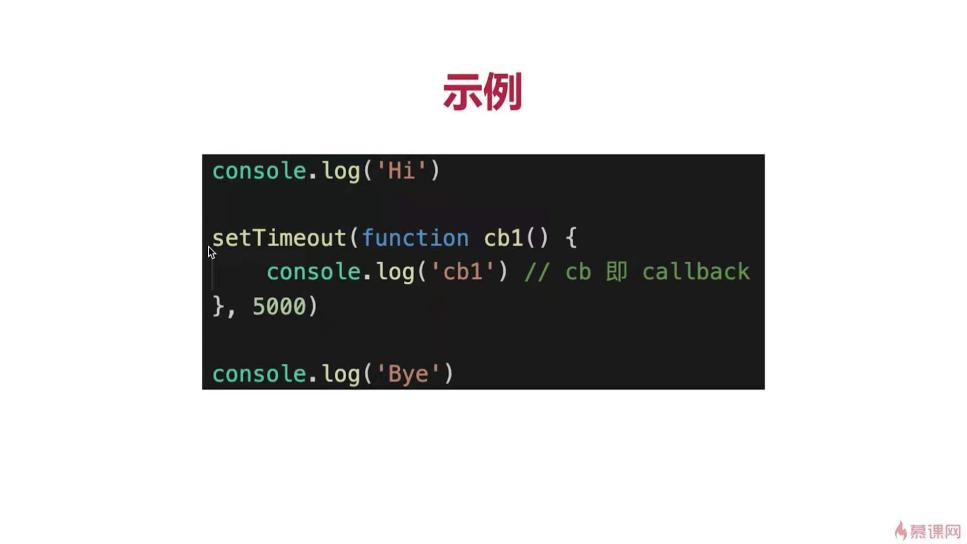 示例
console.log('Hi')
setTimeout(function cb1() {
    console.log('cb1') // cb 即 callback
}, 5000)
console.log('Bye')
慕课网